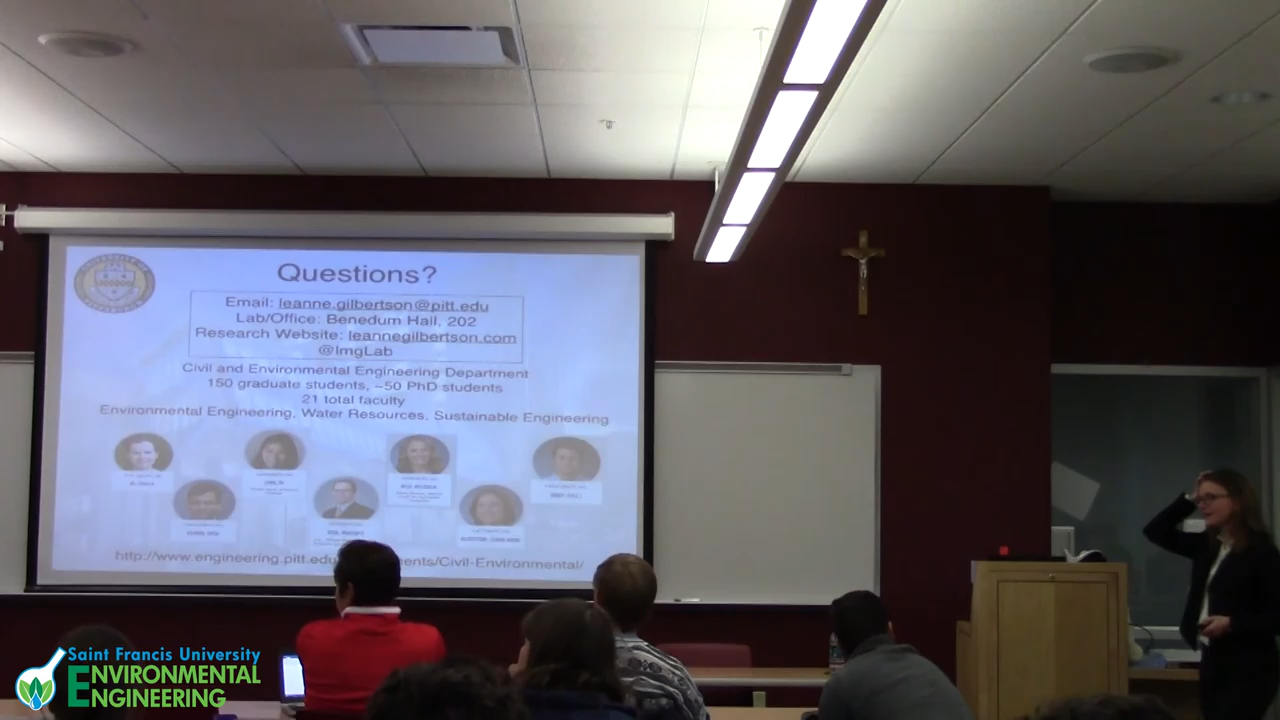 Questions?
Email: leanne.gilbertson@pitt.edu
Lab/Office: Benedum Hall, 202
Research Website: leannegilbertson.com
@lmgLab
Civil and Environmental Engineering Department
150 graduate students, ~50 PhD students
21 total faculty
Environmental Engineering, Water Resources, Sustainable Engineering
http://www.engineering.pitt.edu ents/Civil-Environmental/
Saint Francis University
ENVIRONMENTAL
ENGINEERING